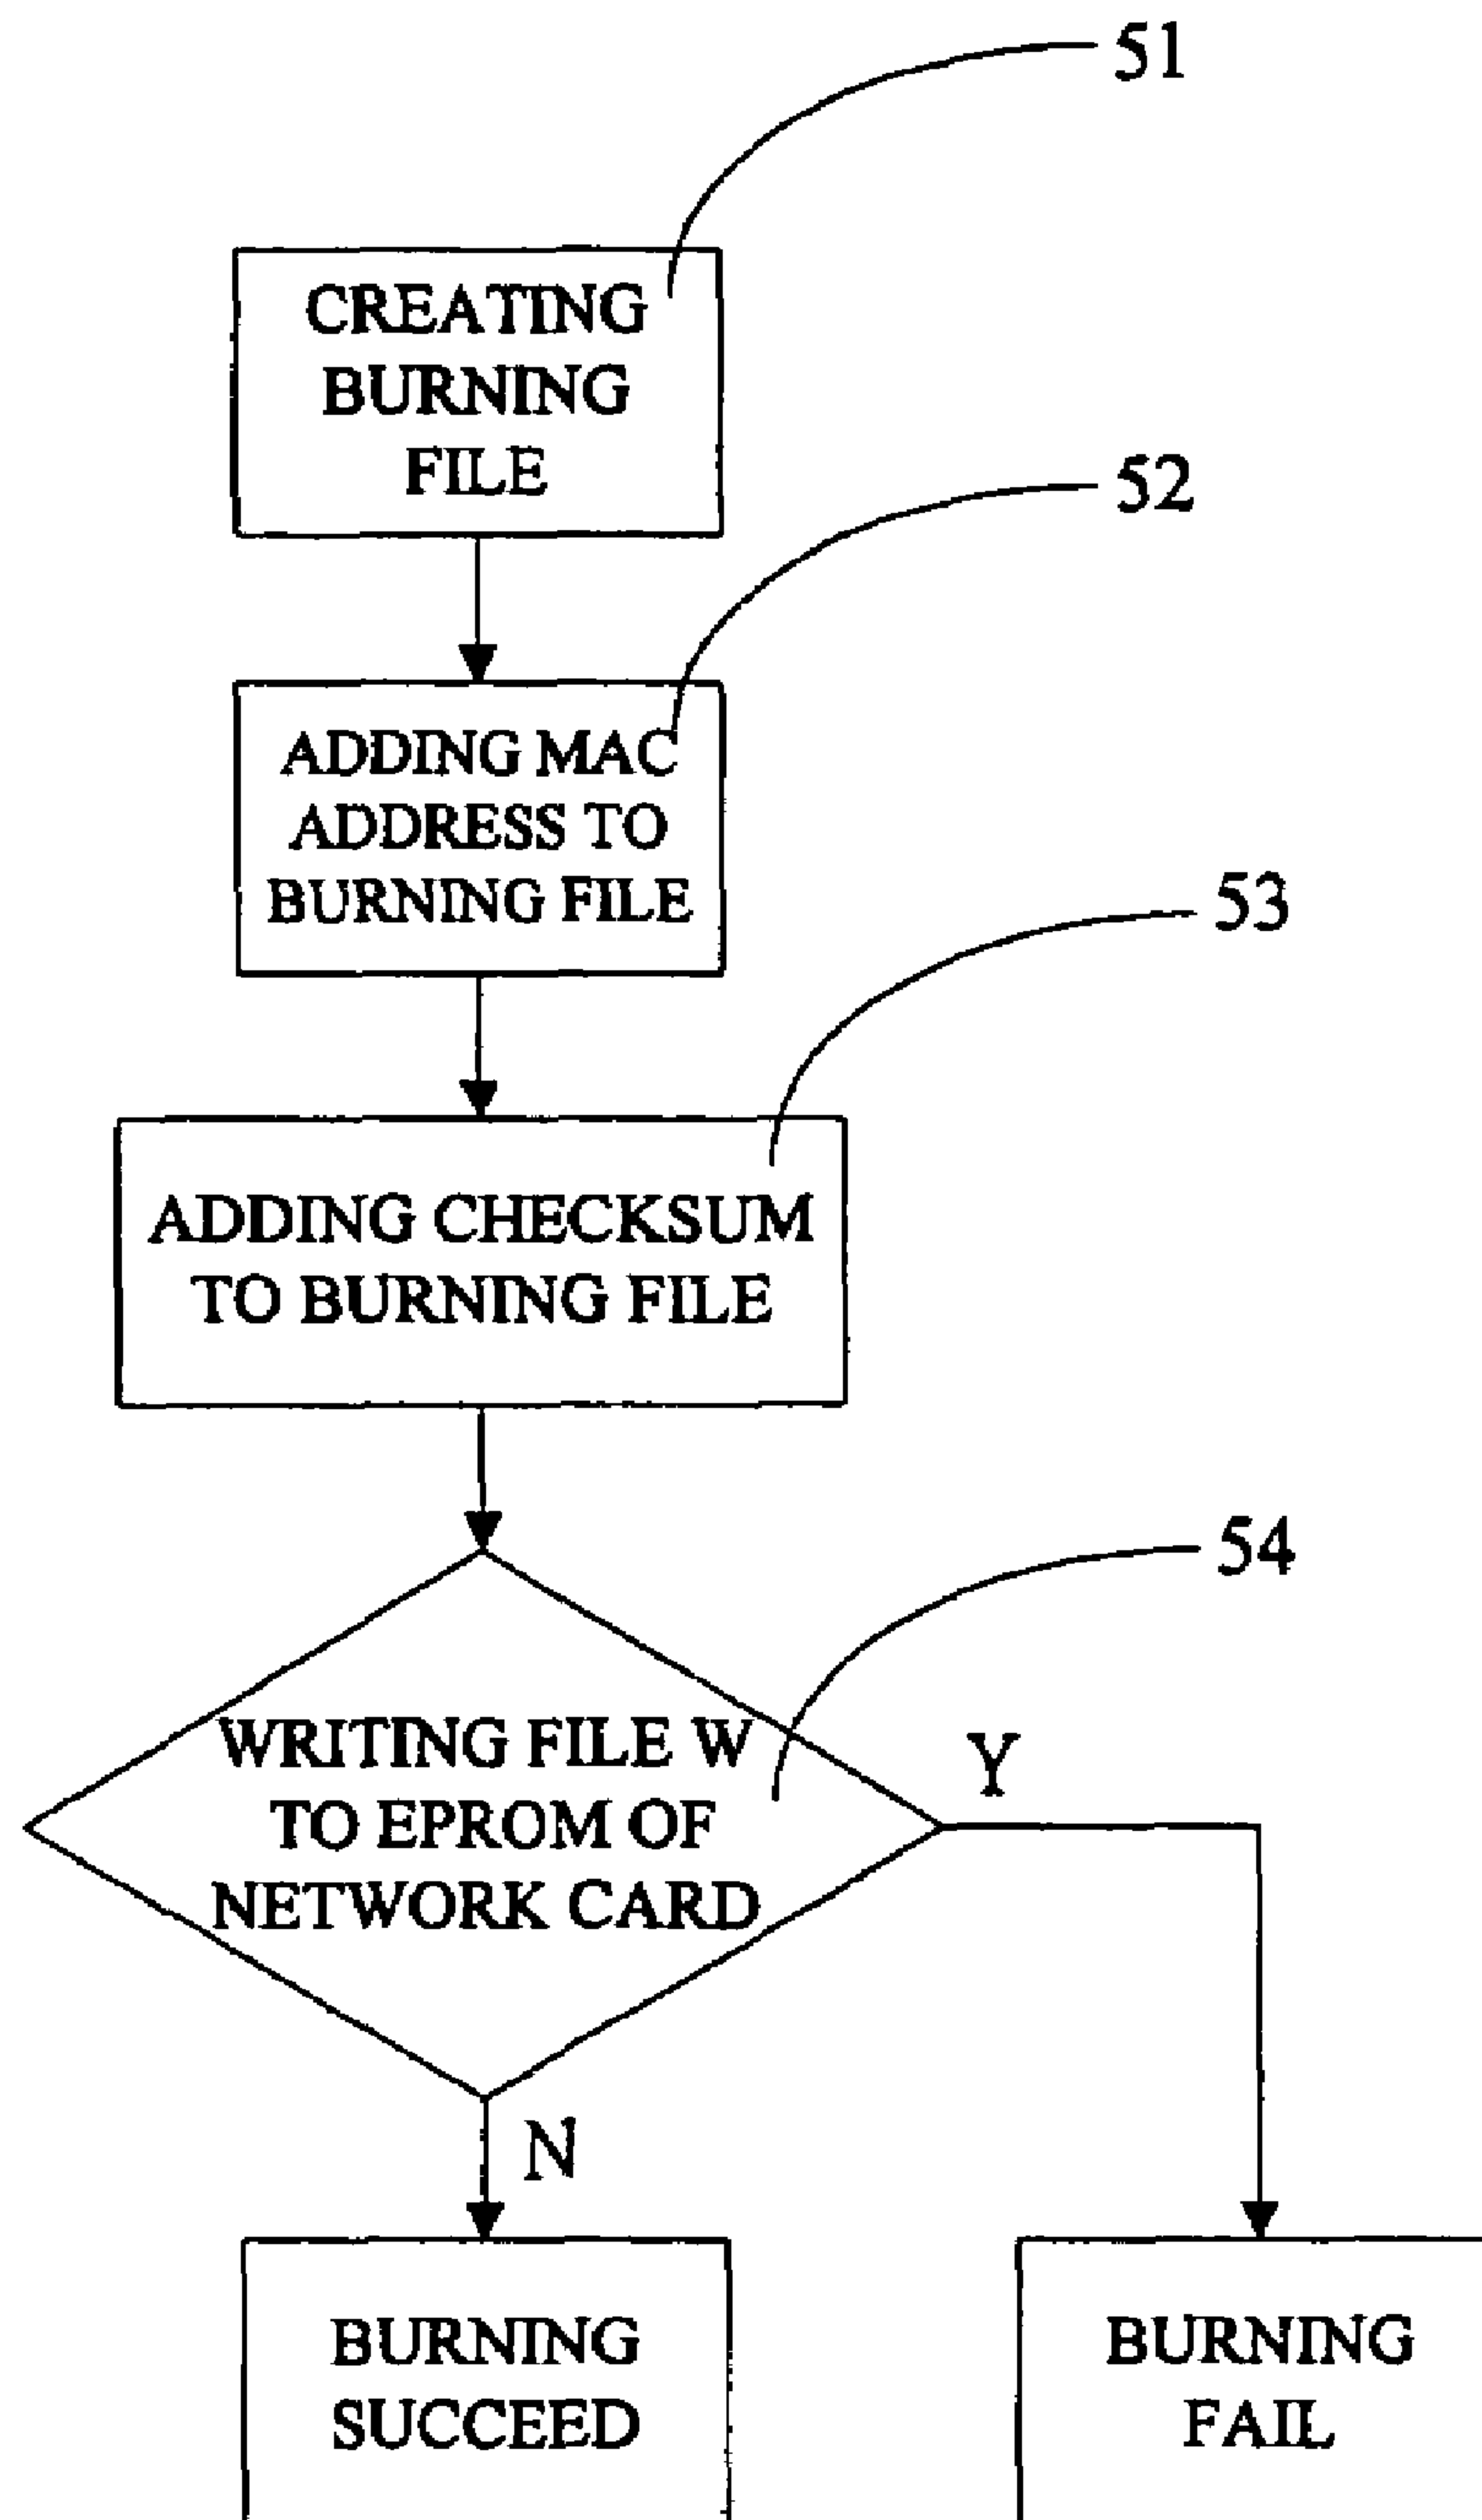 51
CREATING
BURNING
FILE
52
ADDING MAC
ADDRESS TO
BURNING FILE
53
ADDING CHECKSUM
TO BURNING FILE
54
WRITING FILE W
TO EPROM OF
NETWORK CARD
Y
N
BURNING
SUCCEED
BURNING
FAIL